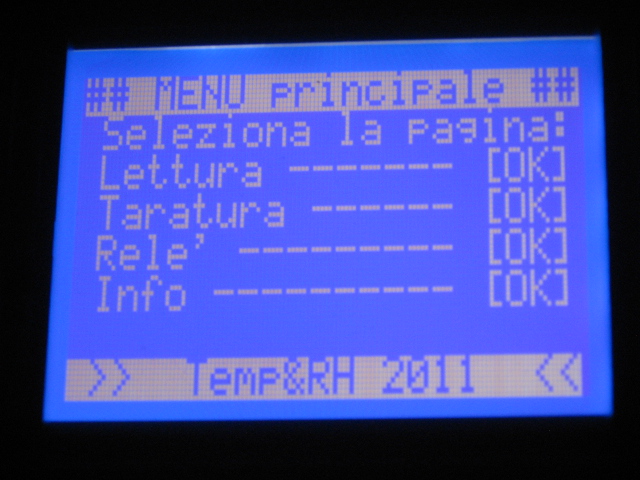 ## MENU principale ##
Seleziona la pagina:
Lettura ------- [OK]
Taratura ------ [OK]
Rele' --------- [OK]
Info ---------- [OK]
>> Temp&RH 2011 <<